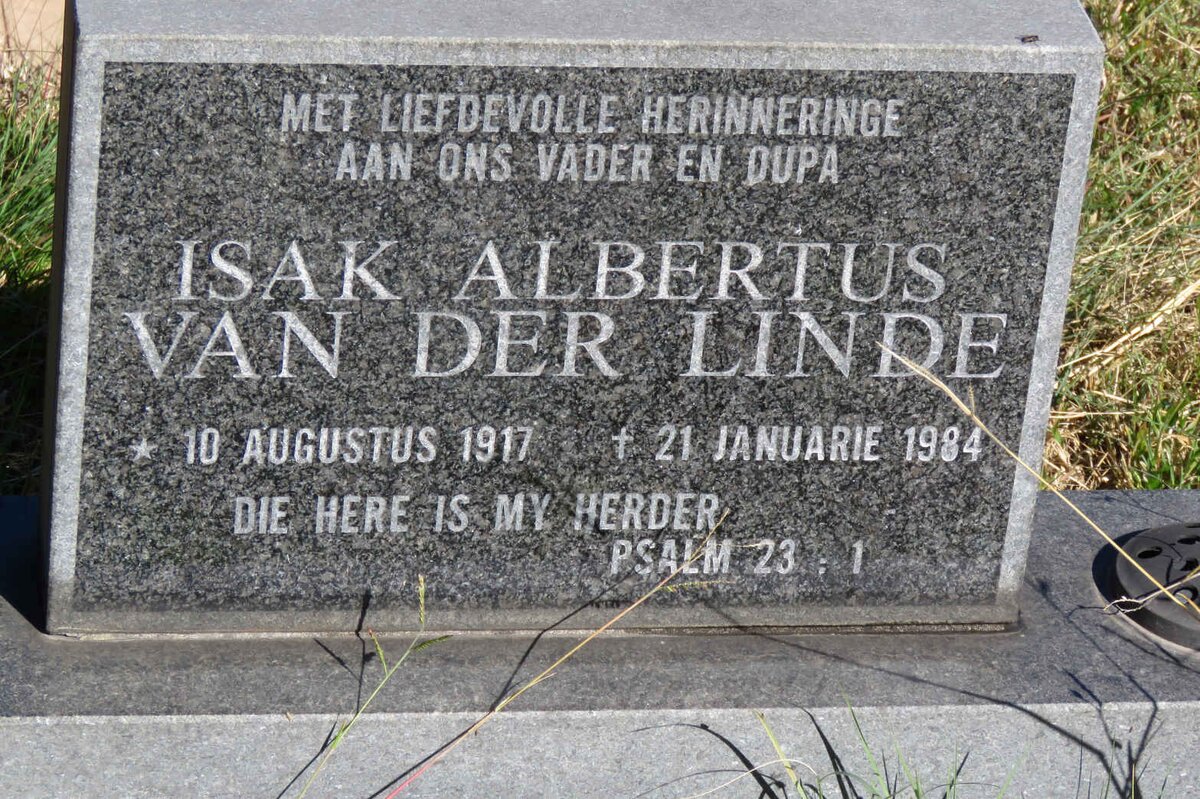 MET LIEFDEVOLLE HERINNERINGE
AAN ONS VADER EN OUPA
ISAK ALBERTUS
VAN DER LINDE
* 10 AUGUSTUS 1917 † 21 JANUARIE 1984
DIE HERE IS MY HERDER
PSALM 23 : 1